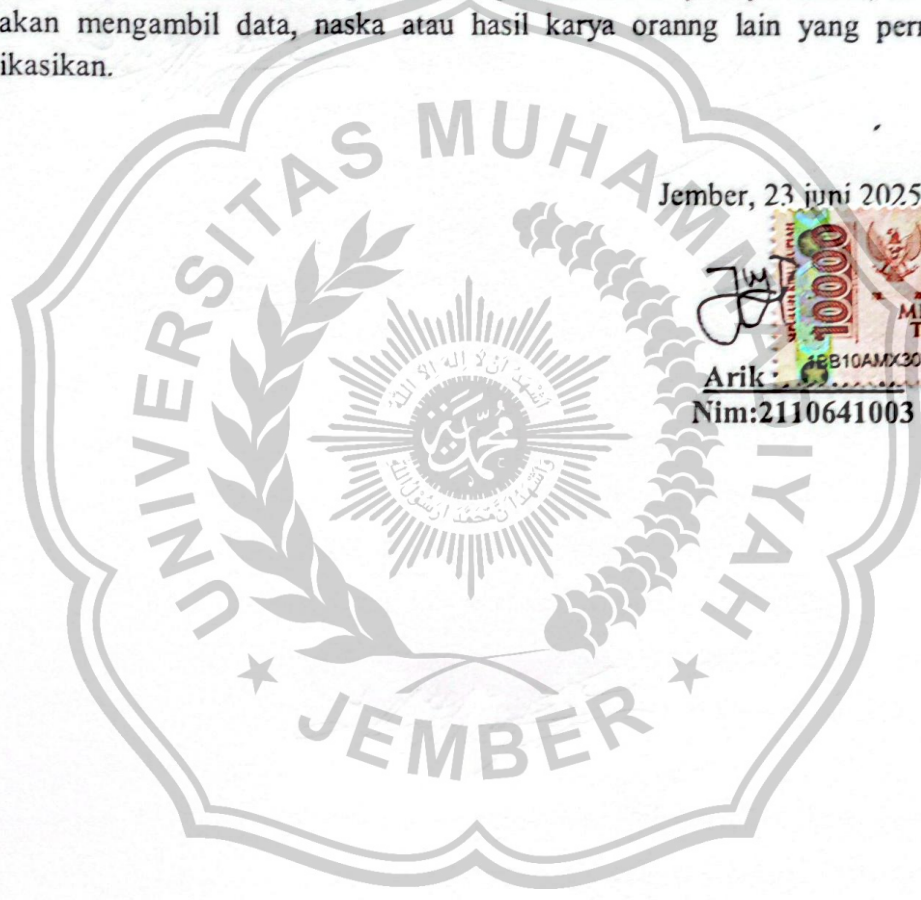 akan mengambil data, naska atau hasil karya oranng lain yang
ikasikan.
UNIVERSITAS MUHAMMADIYAH
Jember, 23 juni 2025
10000
1BB10AMX30
Arik
Nim:2110641003
JEMBER